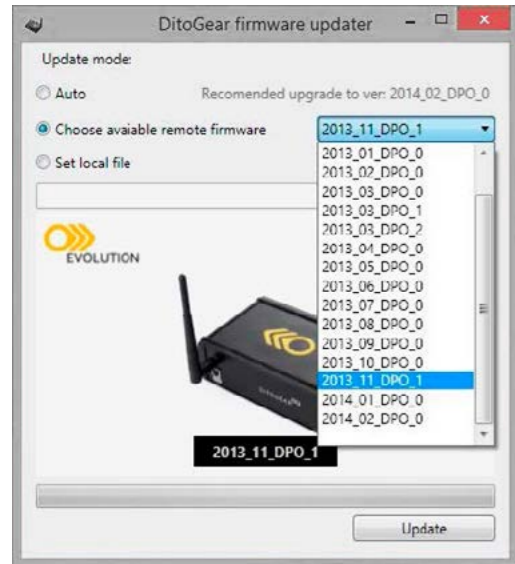 DitoGear firmware updater
Update mode:
Auto
Recomended upgrade to ver: 2014_02_DPO_0
Choose avaiable remote firmware
2013_11_DPO_1
Set local file
2013_01_DPO_0
2013_02_DPO_0
2013_03_DPO_0
2013_03_DPO_1
2013_03_DPO_2
2013_04_DPO_0
2013_05_DPO_0
2013_06_DPO_0
2013_07_DPO_0
2013_08_DPO_0
2013_09_DPO_0
2013_10_DPO_0
2013_11_DPO_1
2014_01_DPO_0
2014_02_DPO_0
EVOLUTION
2013_11_DPO_1
Update